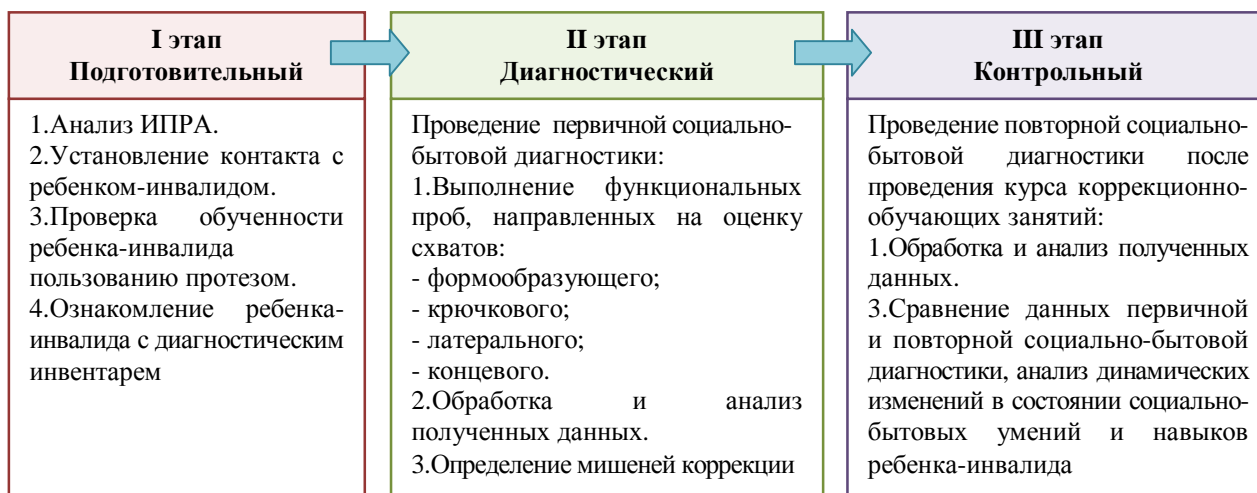 I этап
Подготовительный
1.Анализ ИПРА.
2.Установление контакта с
ребенком-инвалидом.
3.Проверка обученности
ребенка-инвалида
пользованию протезом.
4.Ознакомление ребенка-
инвалида с диагностическим
инвентарем
II этап
Диагностический
Проведение первичной социально-
бытовой диагностики:
1.Выполнение функциональных
проб, направленных на оценку
схватов:
- формообразующего;
- крючкового;
- латерального;
- концевого.
2.Обработка и анализ
полученных данных.
3.Определение мишеней коррекции
III этап
Контрольный
Проведение повторной социально-
бытовой диагностики после
проведения курса коррекционно-
обучающих занятий:
1.Обработка и анализ полученных
данных.
3.Сравнение данных первичной
и повторной социально-бытовой
диагностики, анализ динамических
изменений в состоянии социально-
бытовых умений и навыков
ребенка-инвалида